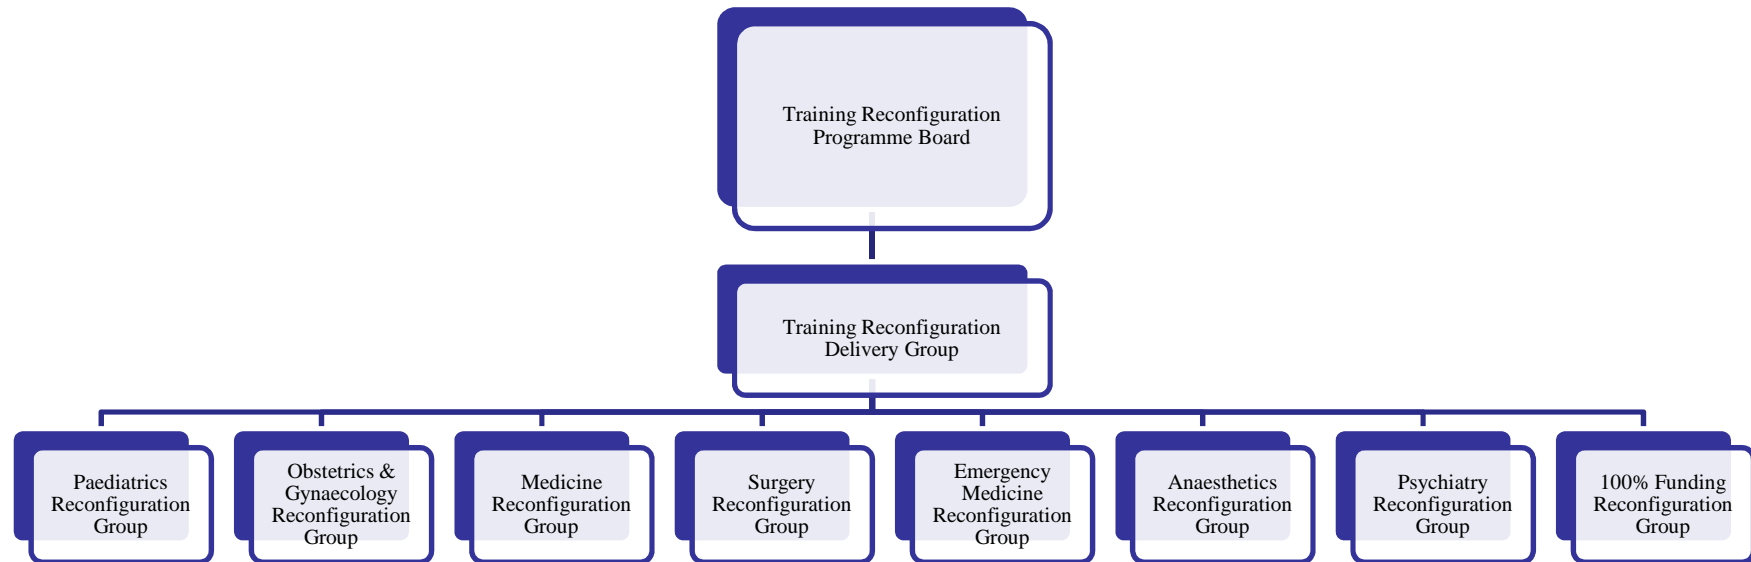 Training Reconfiguration
Programme Board
Training Reconfiguration
Delivery Group
Paediatrics
Reconfiguration
Group
Obstetrics &
Gynaecology
Reconfiguration
Group
Medicine
Reconfiguration
Group
Surgery
Reconfiguration
Group
Emergency
Medicine
Reconfiguration
Group
Anaesthetics
Reconfiguration
Group
Psychiatry
Reconfiguration
Group
100% Funding
Reconfiguration
Group